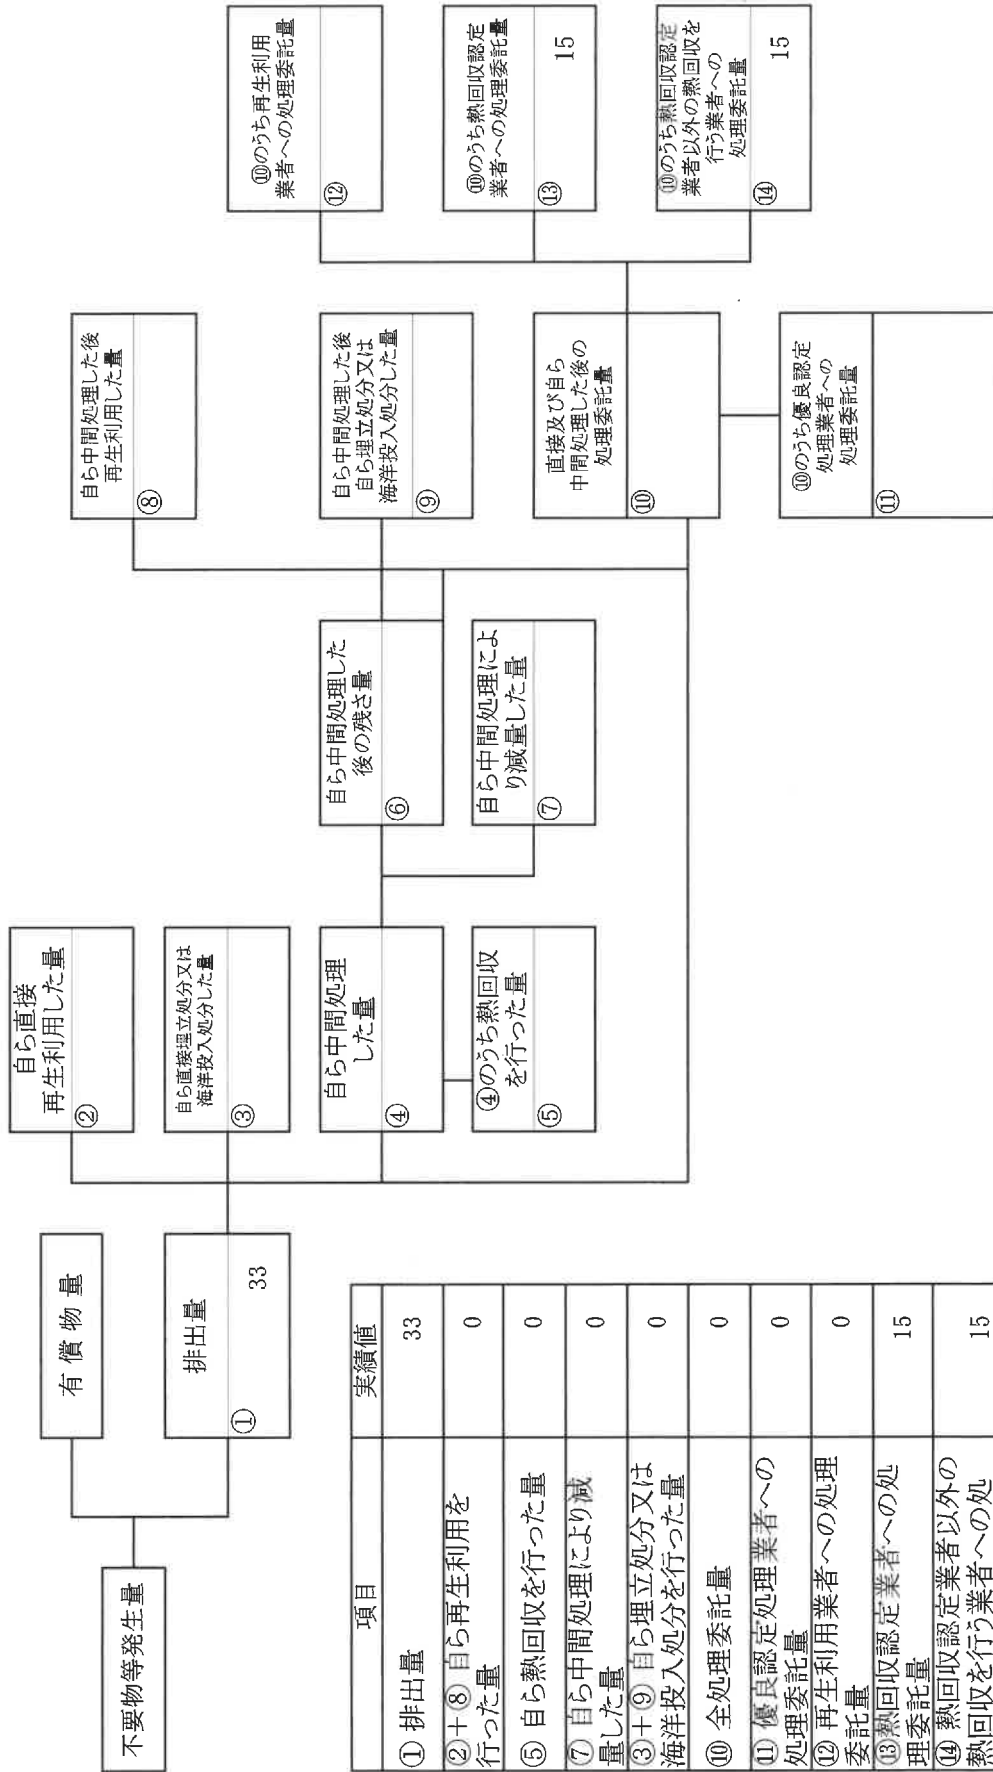 不要物等発生量
有償物量
排出量
①
33
自ら直接
再生利用した量
②
自ら直接埋立処分又は
海洋投入処分した量
③
自ら中間処理
した量
④
④のうち熱回収
を行った量
⑤
自ら中間処理した
後の残さ量
⑥
自ら中間処理によ
り減量した量
⑦
自ら中間処理した後
再生利用した量
⑧
自ら中間処理した後
自ら埋立処分又は
海洋投入処分した量
⑨
直接及び自ら
中間処理した後の
処理委託量
⑩
⑩のうち優良認定
処理業者への
処理委託量
⑪
⑩のうち再生利用
業者への処理委託量
⑫
⑩のうち熱回収認定
業者への処理委託量
⑬
15
⑩のうち熱回収認定
業者以外の熱回収を
行う業者への
処理委託量
⑭
15
項目 実績値
①排出量 33
②+⑧自ら再生利用を
行った量 0
⑤自ら熱回収を行った量 0
⑦自ら中間処理により減
量した量 0
③+⑨自ら埋立処分又は
海洋投入処分を行った量 0
⑩全処理委託量 0
⑪優良認定処理業者への
処理委託量 0
⑫再生利用業者への処理
委託量 0
⑬熱回収認定業者への処
理委託量 15
⑭熱回収認定業者以外の
熱回収を行う業者への処 15